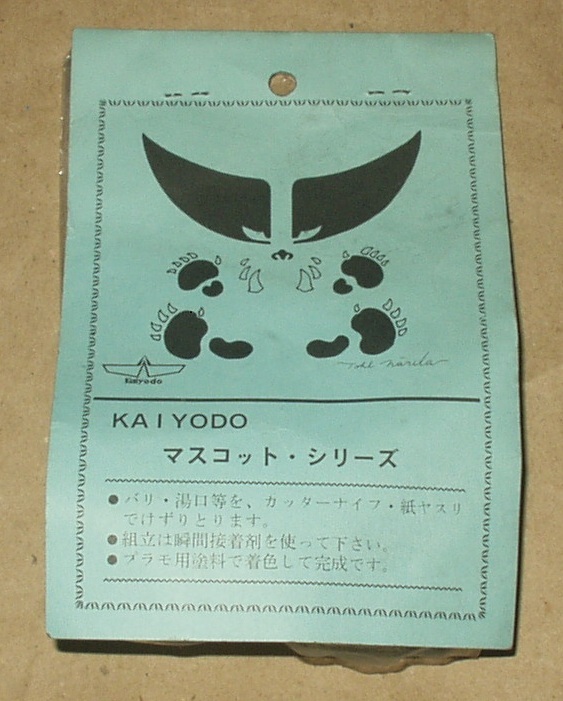 Tohl Narita
Kaiyodo
KAIYODO
マスコット・シリーズ
●バリ・湯口等を、カッターナイフ・紙ヤスリ
でけずりとります。
●組立は瞬間接着剤を使って下さい。
●プラモ用塗料で着色して完成です。